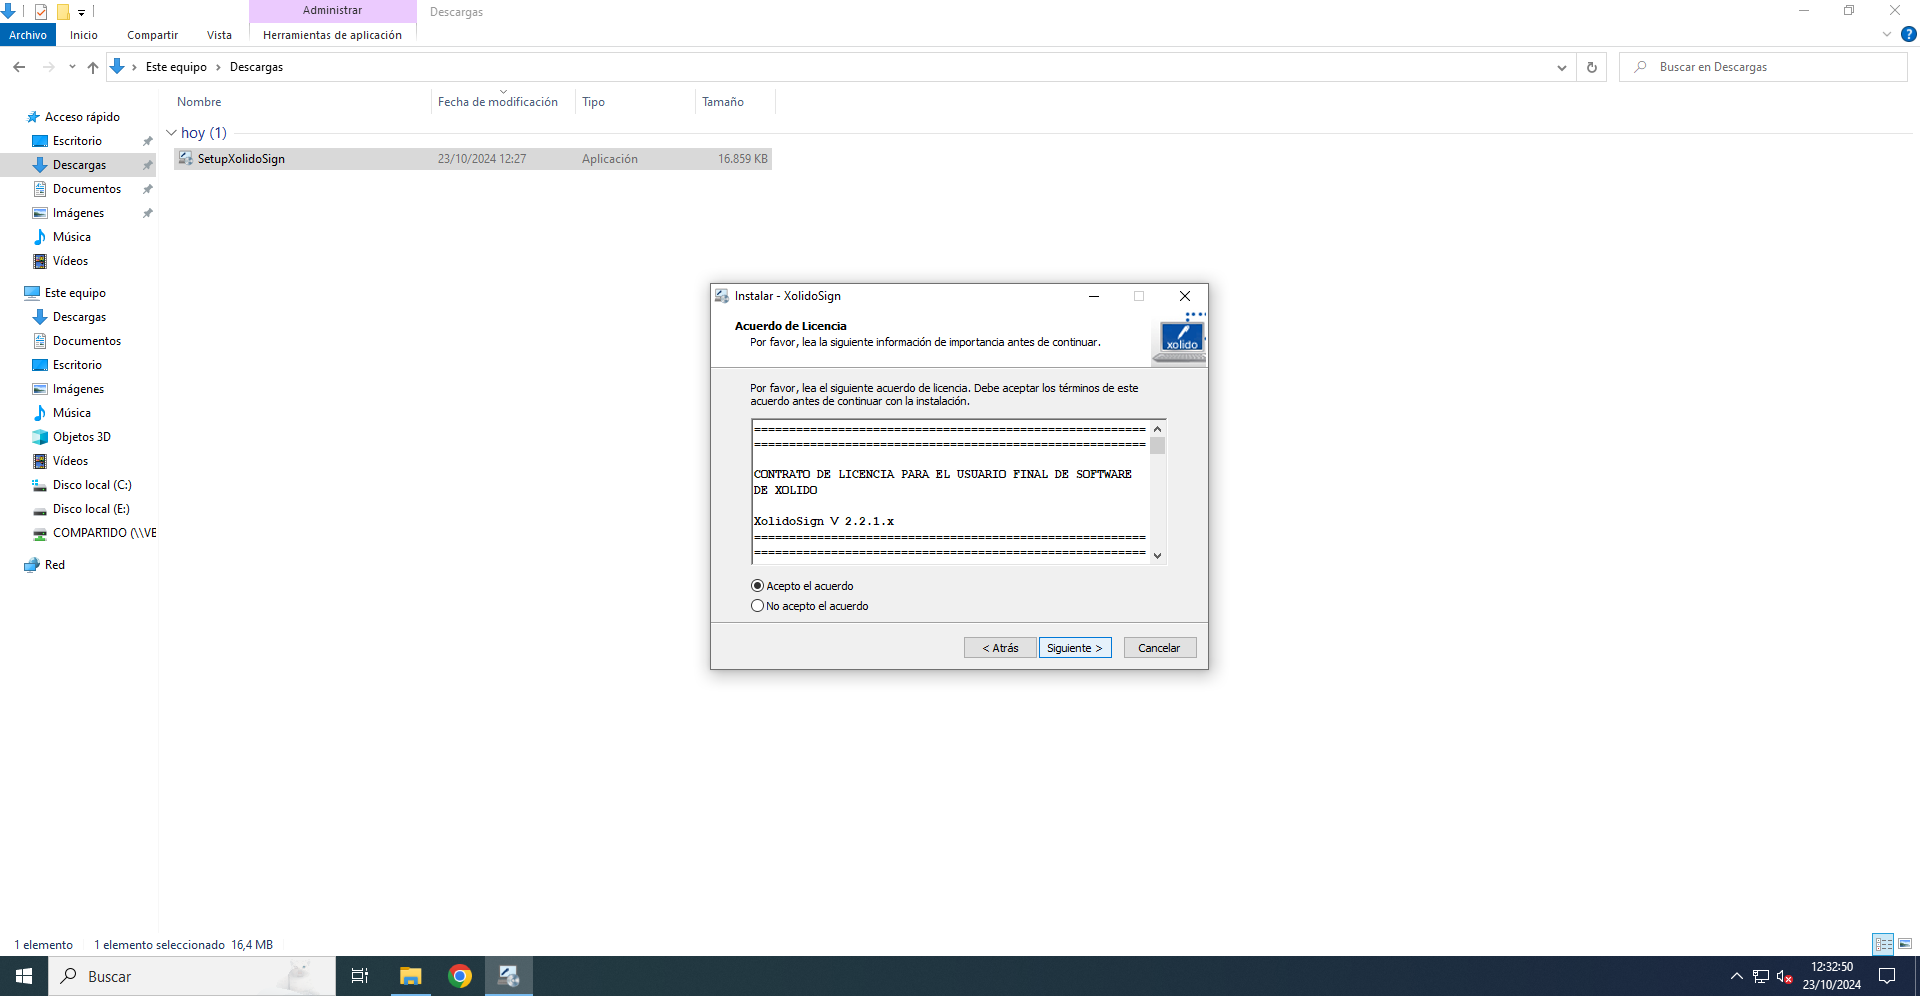 Administrar
Descargas
Archivo
Inicio
Compartir
Vista
Herramientas de aplicación
Este equipo
Descargas
Buscar en Descargas
Nombre
Fecha de modificación
Tipo
Tamaño
hoy (1)
SetupXolidoSign
23/10/2024 12:27
Aplicación
16.859 KB
Acceso rápido
Escritorio
Descargas
Documentos
Imágenes
Música
Vídeos
Este equipo
Descargas
Documentos
Escritorio
Imágenes
Música
Objetos 3D
Vídeos
Disco local (C:)
Disco local (E:)
COMPARTIDO (\\VE
Red
Instalar - XolidoSign
Acuerdo de Licencia
Por favor, lea la siguiente información de importancia antes de continuar.
xolido
Por favor, lea el siguiente acuerdo de licencia. Debe aceptar los términos de este
acuerdo antes de continuar con la instalación.
========================================================
========================================================
CONTRATO DE LICENCIA PARA EL USUARIO FINAL DE SOFTWARE
DE XOLIDO
XolidoSign V 2.2.1.x
========================================================
========================================================
Acepto el acuerdo
No acepto el acuerdo
< Atrás
Siguiente >
Cancelar
1 elemento
1 elemento seleccionado 16,4 MB
Buscar
12:32:50
23/10/2024